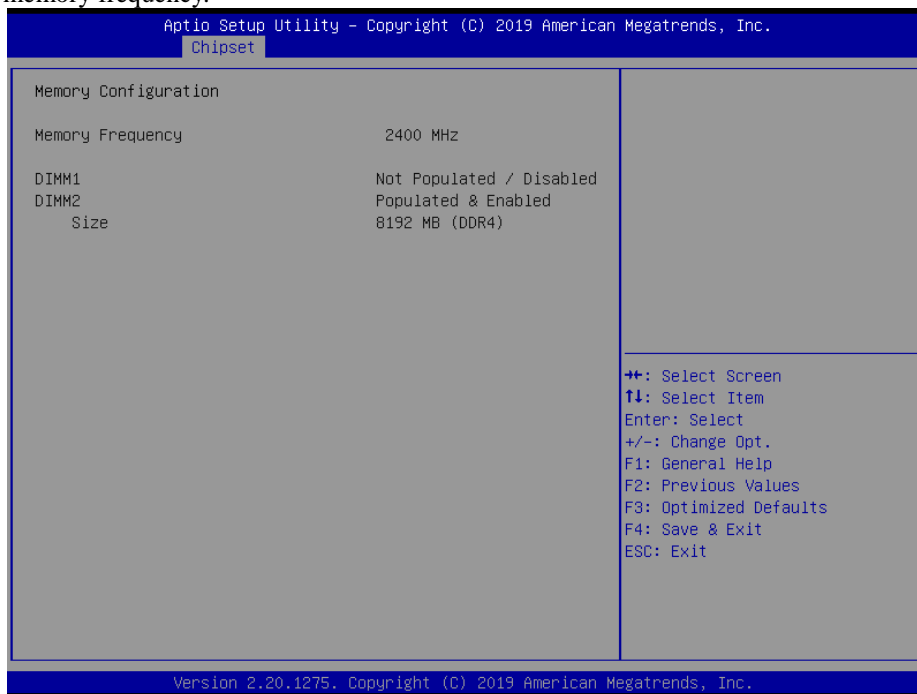 memory frequency.
Aptio Setup Utility – Copyright (C) 2019 American Megatrends, Inc.
Chipset
Memory Configuration
Memory Frequency 2400 MHz
DIMM1 Not Populated / Disabled
DIMM2 Populated & Enabled
Size 8192 MB (DDR4)
→←: Select Screen
↑↓: Select Item
Enter: Select
+/-: Change Opt.
F1: General Help
F2: Previous Values
F3: Optimized Defaults
F4: Save & Exit
ESC: Exit
Version 2.20.1275. Copyright (C) 2019 American Megatrends, Inc.